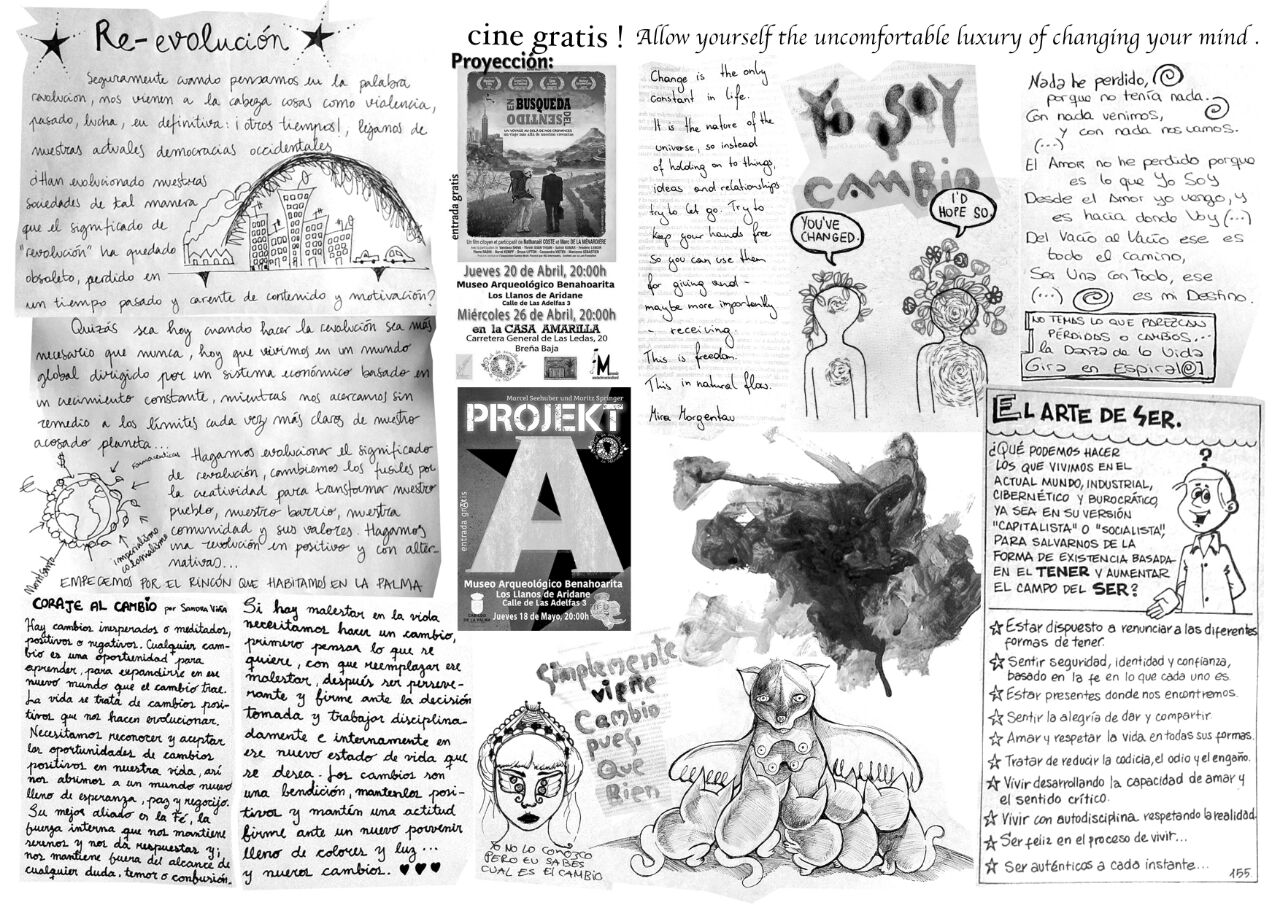 Re-evolución
Seguramente cuando pensamos en la palabra
revolución, nos vienen a la cabeza cosas como violencia,
pasado, lucha, en definitiva: ¡otros tiempos!, lejanos de
nuestras actuales democracias occidentales
¿Han evolucionado nuestras
sociedades de tal manera
que el significado de
"revolución" ha quedado
obsoleto, perdido en
un tiempo pasado y carente de contenido y motivación?
Quizás sea hoy cuando hacer la revolución sea más
necesario que nunca, hoy que vivimos en un mundo
global dirigido por un sistema económico basado en
un crecimiento constante, mientras nos acercamos sin
remedio a los límites cada vez más claros de nuestro
acosado planeta...
Hagamos evolucionar el significado
de revolución, cambiemos los fusiles por
la creatividad para transformar nuestro
pueblo, nuestro barrio, nuestra
comunidad y sus valores. Hagamos
una revolución en positivo y con alter-
nativas...
Farmaceuticas
imperialismo
colonialismo
EMPECEMOS POR EL RINCÓN QUE HABITAMOS EN LA PALMA
CORAJE AL CAMBIO por Samora Viña
Hay cambios inesperados o meditados,
positivos o negativos. Cualquier cam-
bio es una oportunidad para
aprender, para expandirse en ese
nuevo mundo que el cambio trae.
La vida se trata de cambios posi-
tivos que nos hacen evolucionar.
Necesitamos reconocer y aceptar
las oportunidades de cambios
positivos en nuestra vida, así
nos abrimos a un mundo nuevo
lleno de esperanza, paz y regocijo.
Su mejor aliado es la Fé, la
fuerza interna que nos mantiene
serenos y nos da respuestas y,
nos mantiene fuera del alcance de
cualquier duda, temor o confusión.
Si hay malestar en la vida
necesitamos hacer un cambio,
primero pensar lo que se
quiere, con que reemplazar ese
malestar, después ser perseve-
rante y firme ante la decisión
tomada y trabajar disciplina-
damente e internamente en
ese nuevo estado de vida que
se desea. Los cambios son
una bendición, mantenlos posi-
tivos y mantén una actitud
firme ante un nuevo porvenir
lleno de colores y luz...
y nuevos cambios.
cine gratis !
Proyección:
EN BUSQUEDA
DEL SENTIDO
entrada gratis
Un film citoyen et participatif de Nathanaël COSTE et Marc DE LA MÉNARDIÈRE
Jueves 20 de Abril, 20:00h
Museo Arqueológico Benahoarita
Los Llanos de Aridane
Calle de Las Adelfas 3
Miércoles 26 de Abril, 20:00h
en la CASA AMARILLA
Carretera General de Las Ledas, 20
Breña Baja
Marcel Seehuber und Moritz Springer
PROJEKT
A
entrada gratis
Museo Arqueológico Benahoarita
Los Llanos de Aridane
Calle de Las Adelfas 3
Jueves 18 de Mayo, 20:00h
Allow yourself the uncomfortable luxury of changing your mind .
Change is the only
constant in life.
It is the nature of the
universe, so instead
of holding on to things,
ideas and relationships
try to let go. Try to
keep your hands free
so you can use them
for giving and -
maybe more importantly
- receiving.
This is freedom.
This in natural flow.
Mira Morgentau
Yo SOY
CAMBIO
YOU'VE
CHANGED.
I'D
HOPE SO.
Nada he perdido,
porque no tenía nada.
Con nada venimos,
y con nada nos vamos.
(...)
El Amor no he perdido porque
es lo que Yo Soy
Desde el Amor yo vengo, y
es hacia donde Voy (...)
Del Vacío al Vacío ese es
todo el camino,
Ser Una con Todo, ese
(...) es mi Destino.
NO TEMAS LO QUE PAREZCAN
PÉRDIDAS O CAMBIOS...
la Danza de la Vida
Gira en Espiral
simplemente
viene
Cambio
pues,
Que
Bien
YO NO LO CONOZCO
PERO EU SABES
CUAL ES EL CAMBIO
EL ARTE DE SER.
¿QUÉ PODEMOS HACER
LOS QUE VIVIMOS EN EL
ACTUAL MUNDO, INDUSTRIAL,
CIBERNÉTICO Y BUROCRÁTICO,
YA SEA EN SU VERSIÓN
"CAPITALISTA" O "SOCIALISTA",
PARA SALVARNOS DE LA
FORMA DE EXISTENCIA BASADA
EN EL TENER Y AUMENTAR
EL CAMPO DEL SER?
?
Estar dispuesto a renunciar a las diferentes
formas de tener.
Sentir seguridad, identidad y confianza,
basado en la fe en lo que cada uno es.
Estar presentes donde nos encontremos.
Sentir la alegría de dar y compartir.
Amar y respetar la vida en todas sus formas.
Tratar de reducir la codicia, el odio y el engaño.
Vivir desarrollando la capacidad de amar y
el sentido crítico.
Vivir con autodisciplina respetando la realidad
Ser feliz en el proceso de vivir...
Ser auténticos a cada instante...
155